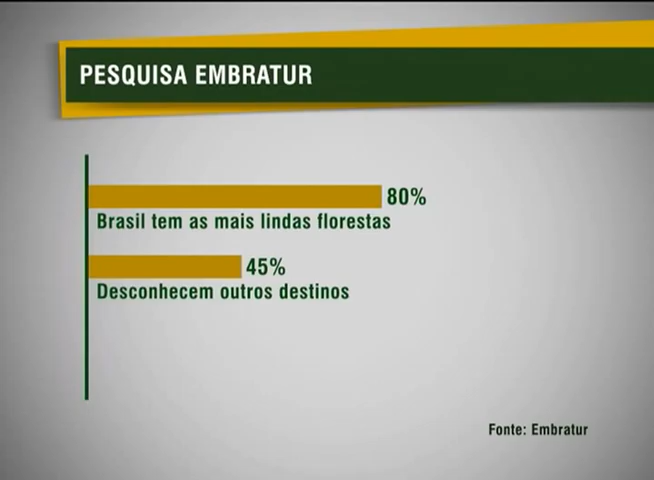 PESQUISA EMBRATUR
80%
Brasil tem as mais lindas florestas
45%
Desconhecem outros destinos
Fonte: Embratur